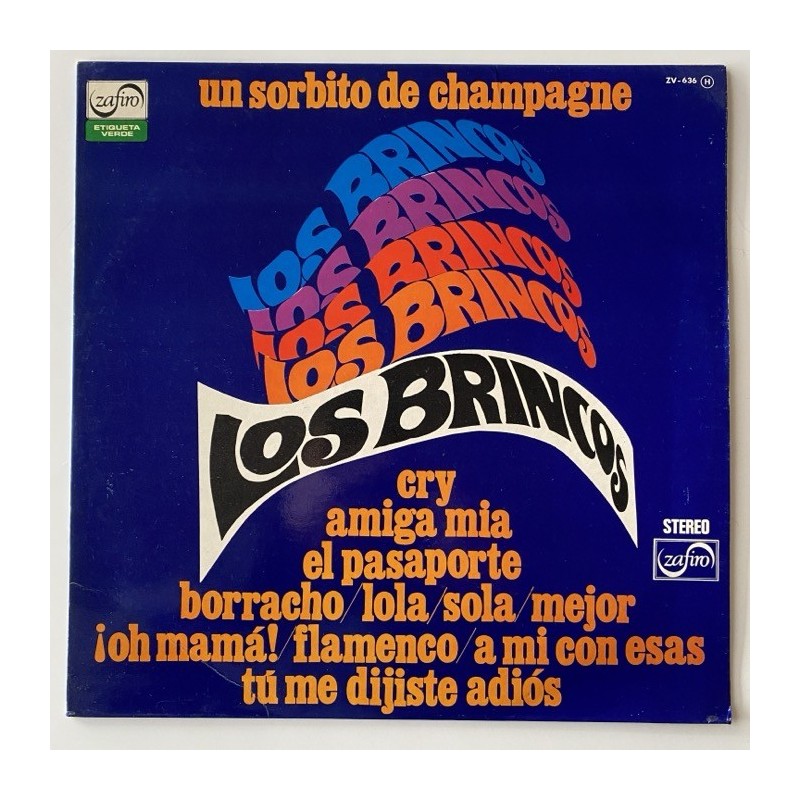 zafiro
ETIQUETA
VERDE
un sorbito de champagne
ZV-636 H
LOS BRINCOS
LOS BRINCOS
LOS BRINCOS
LOS BRINCOS
LOS BRINCOS
cry
amiga mia
el pasaporte
borracho/lola/sola/mejor
¡oh mamá!/flamenco/a mi con esas
tú me dijiste adiós
STEREO
zafiro